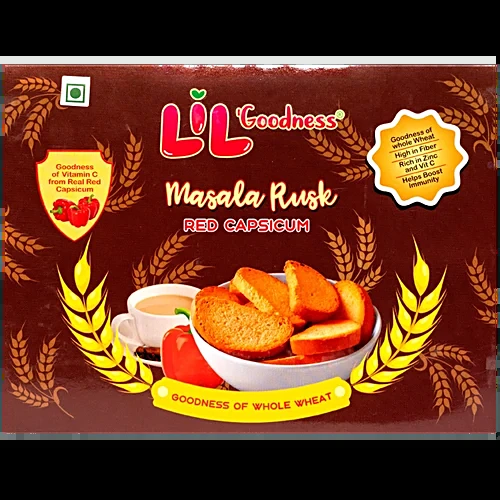 LiL 'Goodness®
Goodness
of Vitamin C
from Real Red
Capsicum
Goodness of
whole Wheat
High in Fiber
Rich in Zinc
and Vit C
Helps Boost
Immunity
Masala Rusk
RED CAPSICUM
GOODNESS OF WHOLE WHEAT